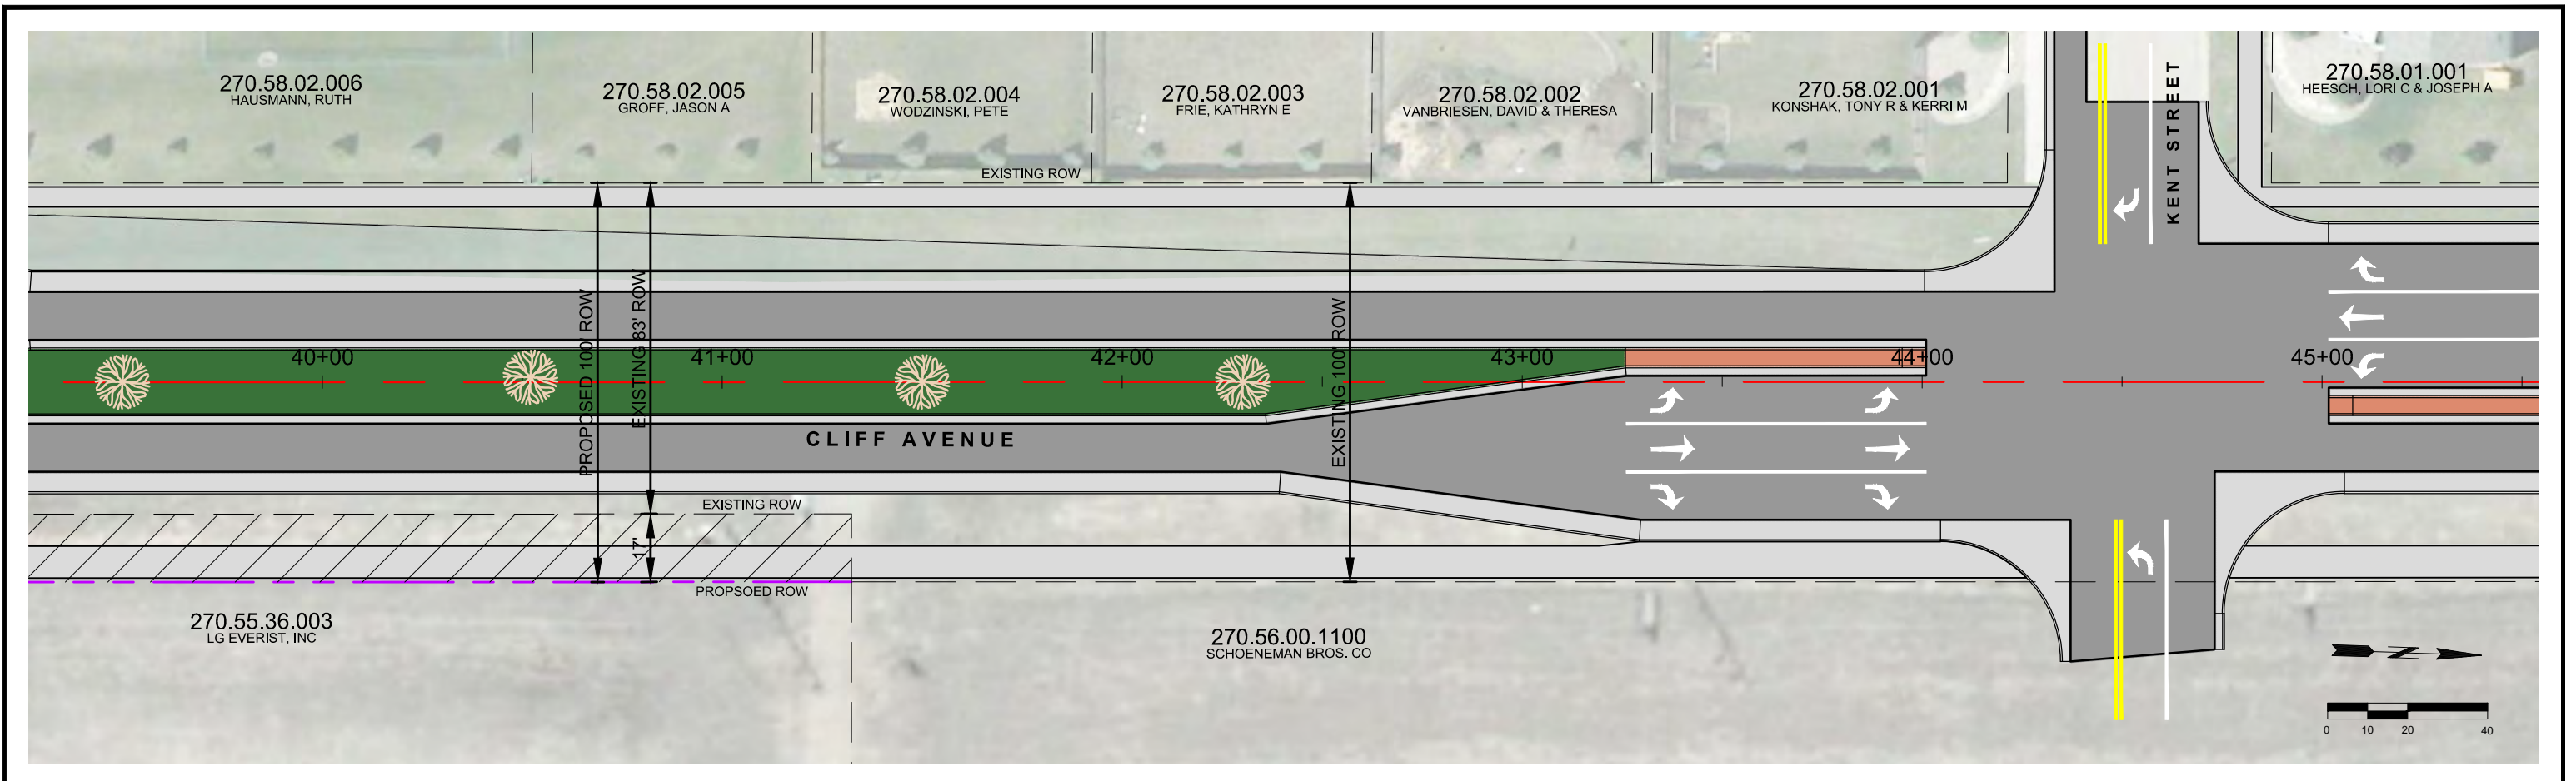 270.58.02.006
HAUSMANN, RUTH
270.58.02.005
GROFF, JASON A
270.58.02.004
WODZINSKI, PETE
270.58.02.003
FRIE, KATHRYN E
270.58.02.002
VANBRIESEN, DAVID & THERESA
270.58.02.001
KONSHAK, TONY R & KERRI M
270.58.01.001
HEESCH, LORI C & JOSEPH A
KENT STREET
EXISTING ROW
PROPOSED 100' ROW
EXISTING 83' ROW
EXISTING 100' ROW
40+00
41+00
42+00
43+00
44+00
45+00
CLIFF AVENUE
EXISTING ROW
17'
PROPSOED ROW
270.55.36.003
LG EVERIST, INC
270.56.00.1100
SCHOENEMAN BROS. CO
Z
0 10 20 40